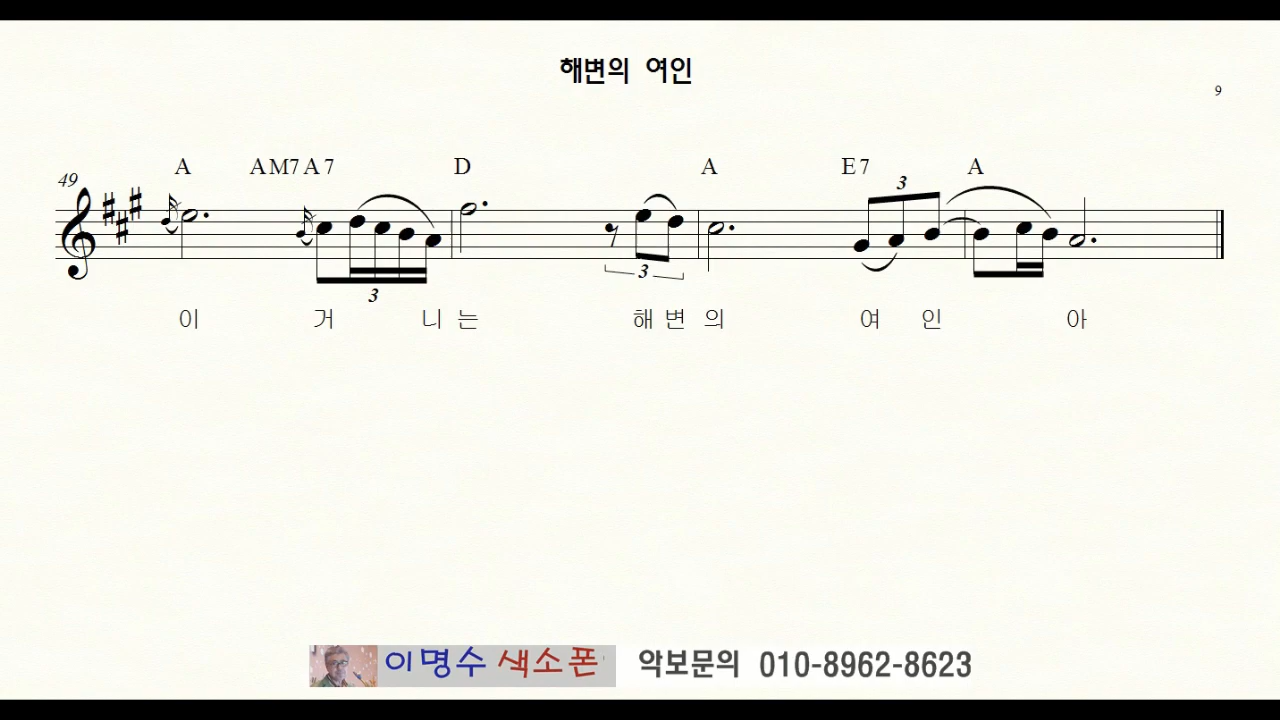 해변의 여인
9
49
A AM7 A7 D A E7 A
3 3 3
이 거 니 는 해 변 의 여 인 아
이명수 색소폰 악보문의 010-8962-8623